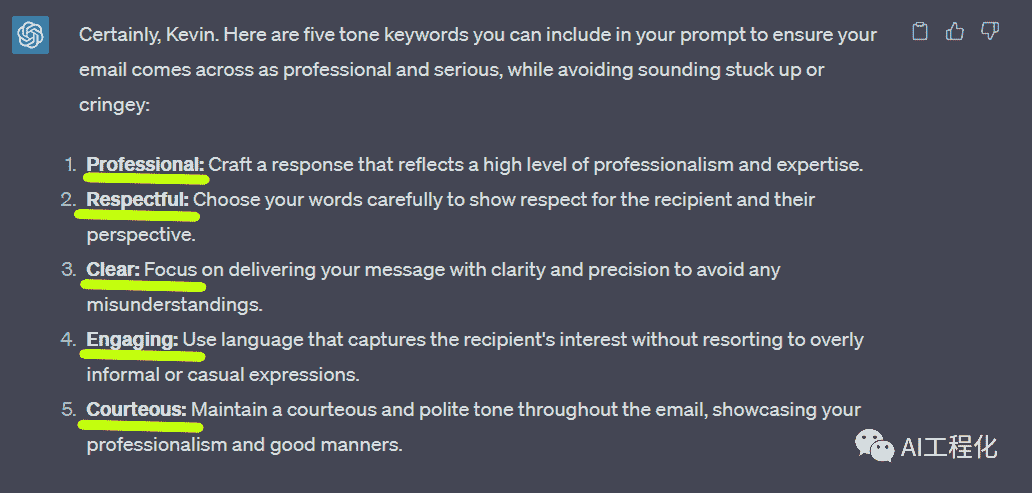 Certainly, Kevin. Here are five tone keywords you can include in your prompt to ensure your
email comes across as professional and serious, while avoiding sounding stuck up or
cringey:
1. Professional: Craft a response that reflects a high level of professionalism and expertise.
2. Respectful: Choose your words carefully to show respect for the recipient and their
perspective.
3. Clear: Focus on delivering your message with clarity and precision to avoid any
misunderstandings.
4. Engaging: Use language that captures the recipient's interest without resorting to overly
informal or casual expressions.
5. Courteous: Maintain a courteous and polite tone throughout the email, showcasing your
professionalism and good manners.
AI工程化